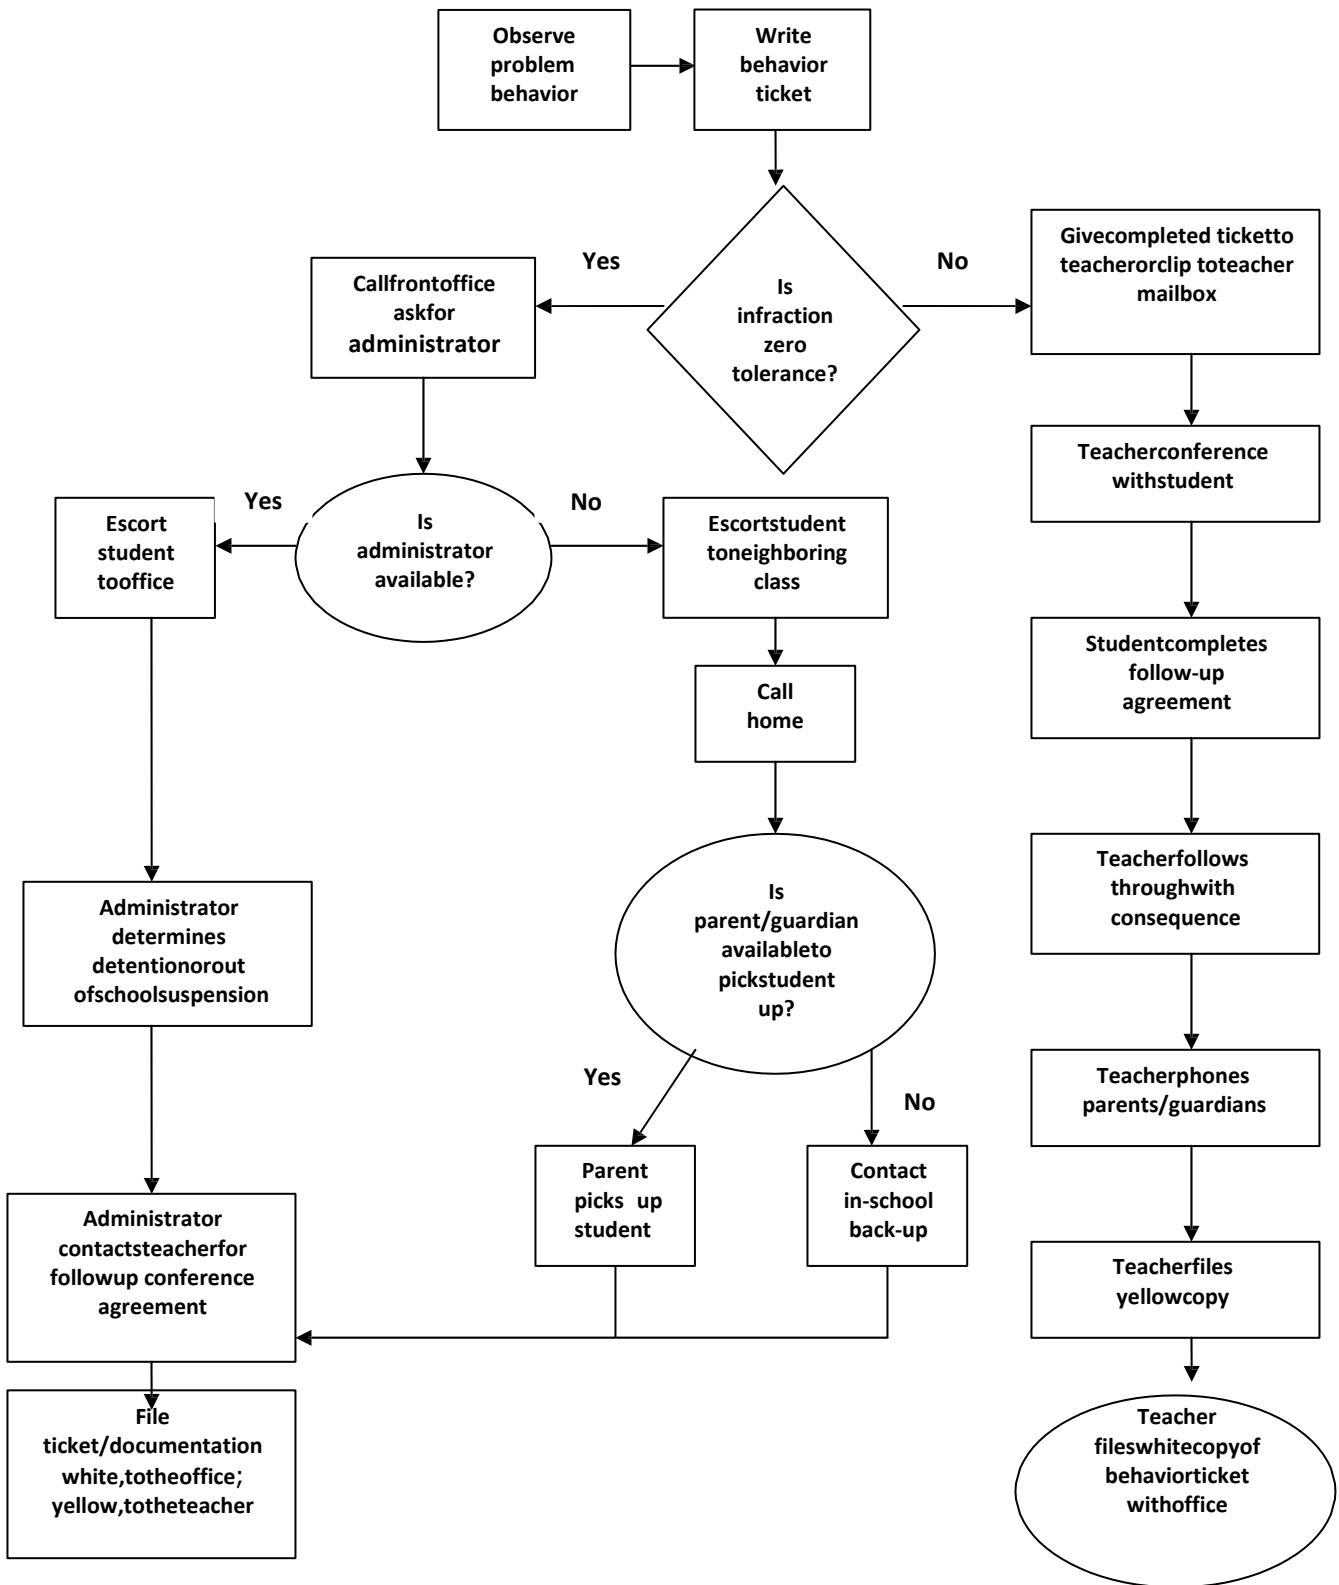 Observe
problem
behavior
Write
behavior
ticket
Is
infraction
zero
tolerance?
Yes
No
Callfrontoffice
askfor
administrator
Givecompleted ticketto
teacherorclip toteacher
mailbox
Teacherconference
withstudent
Is
administrator
available?
Yes
No
Escort
student
tooffice
Escortstudent
toneighboring
class
Studentcompletes
follow-up
agreement
Call
home
Teacherfollows
throughwith
consequence
Is
parent/guardian
availableto
pickstudent
up?
Administrator
determines
detentionorout
ofschoolsuspension
Yes
No
Teacherphones
parents/guardians
Parent
picks up
student
Contact
in-school
back-up
Administrator
contactsteacherfor
followup conference
agreement
Teacherfiles
yellowcopy
File
ticket/documentation
white,totheoffice;
yellow,totheteacher
Teacher
fileswhitecopyof
behaviorticket
withoffice